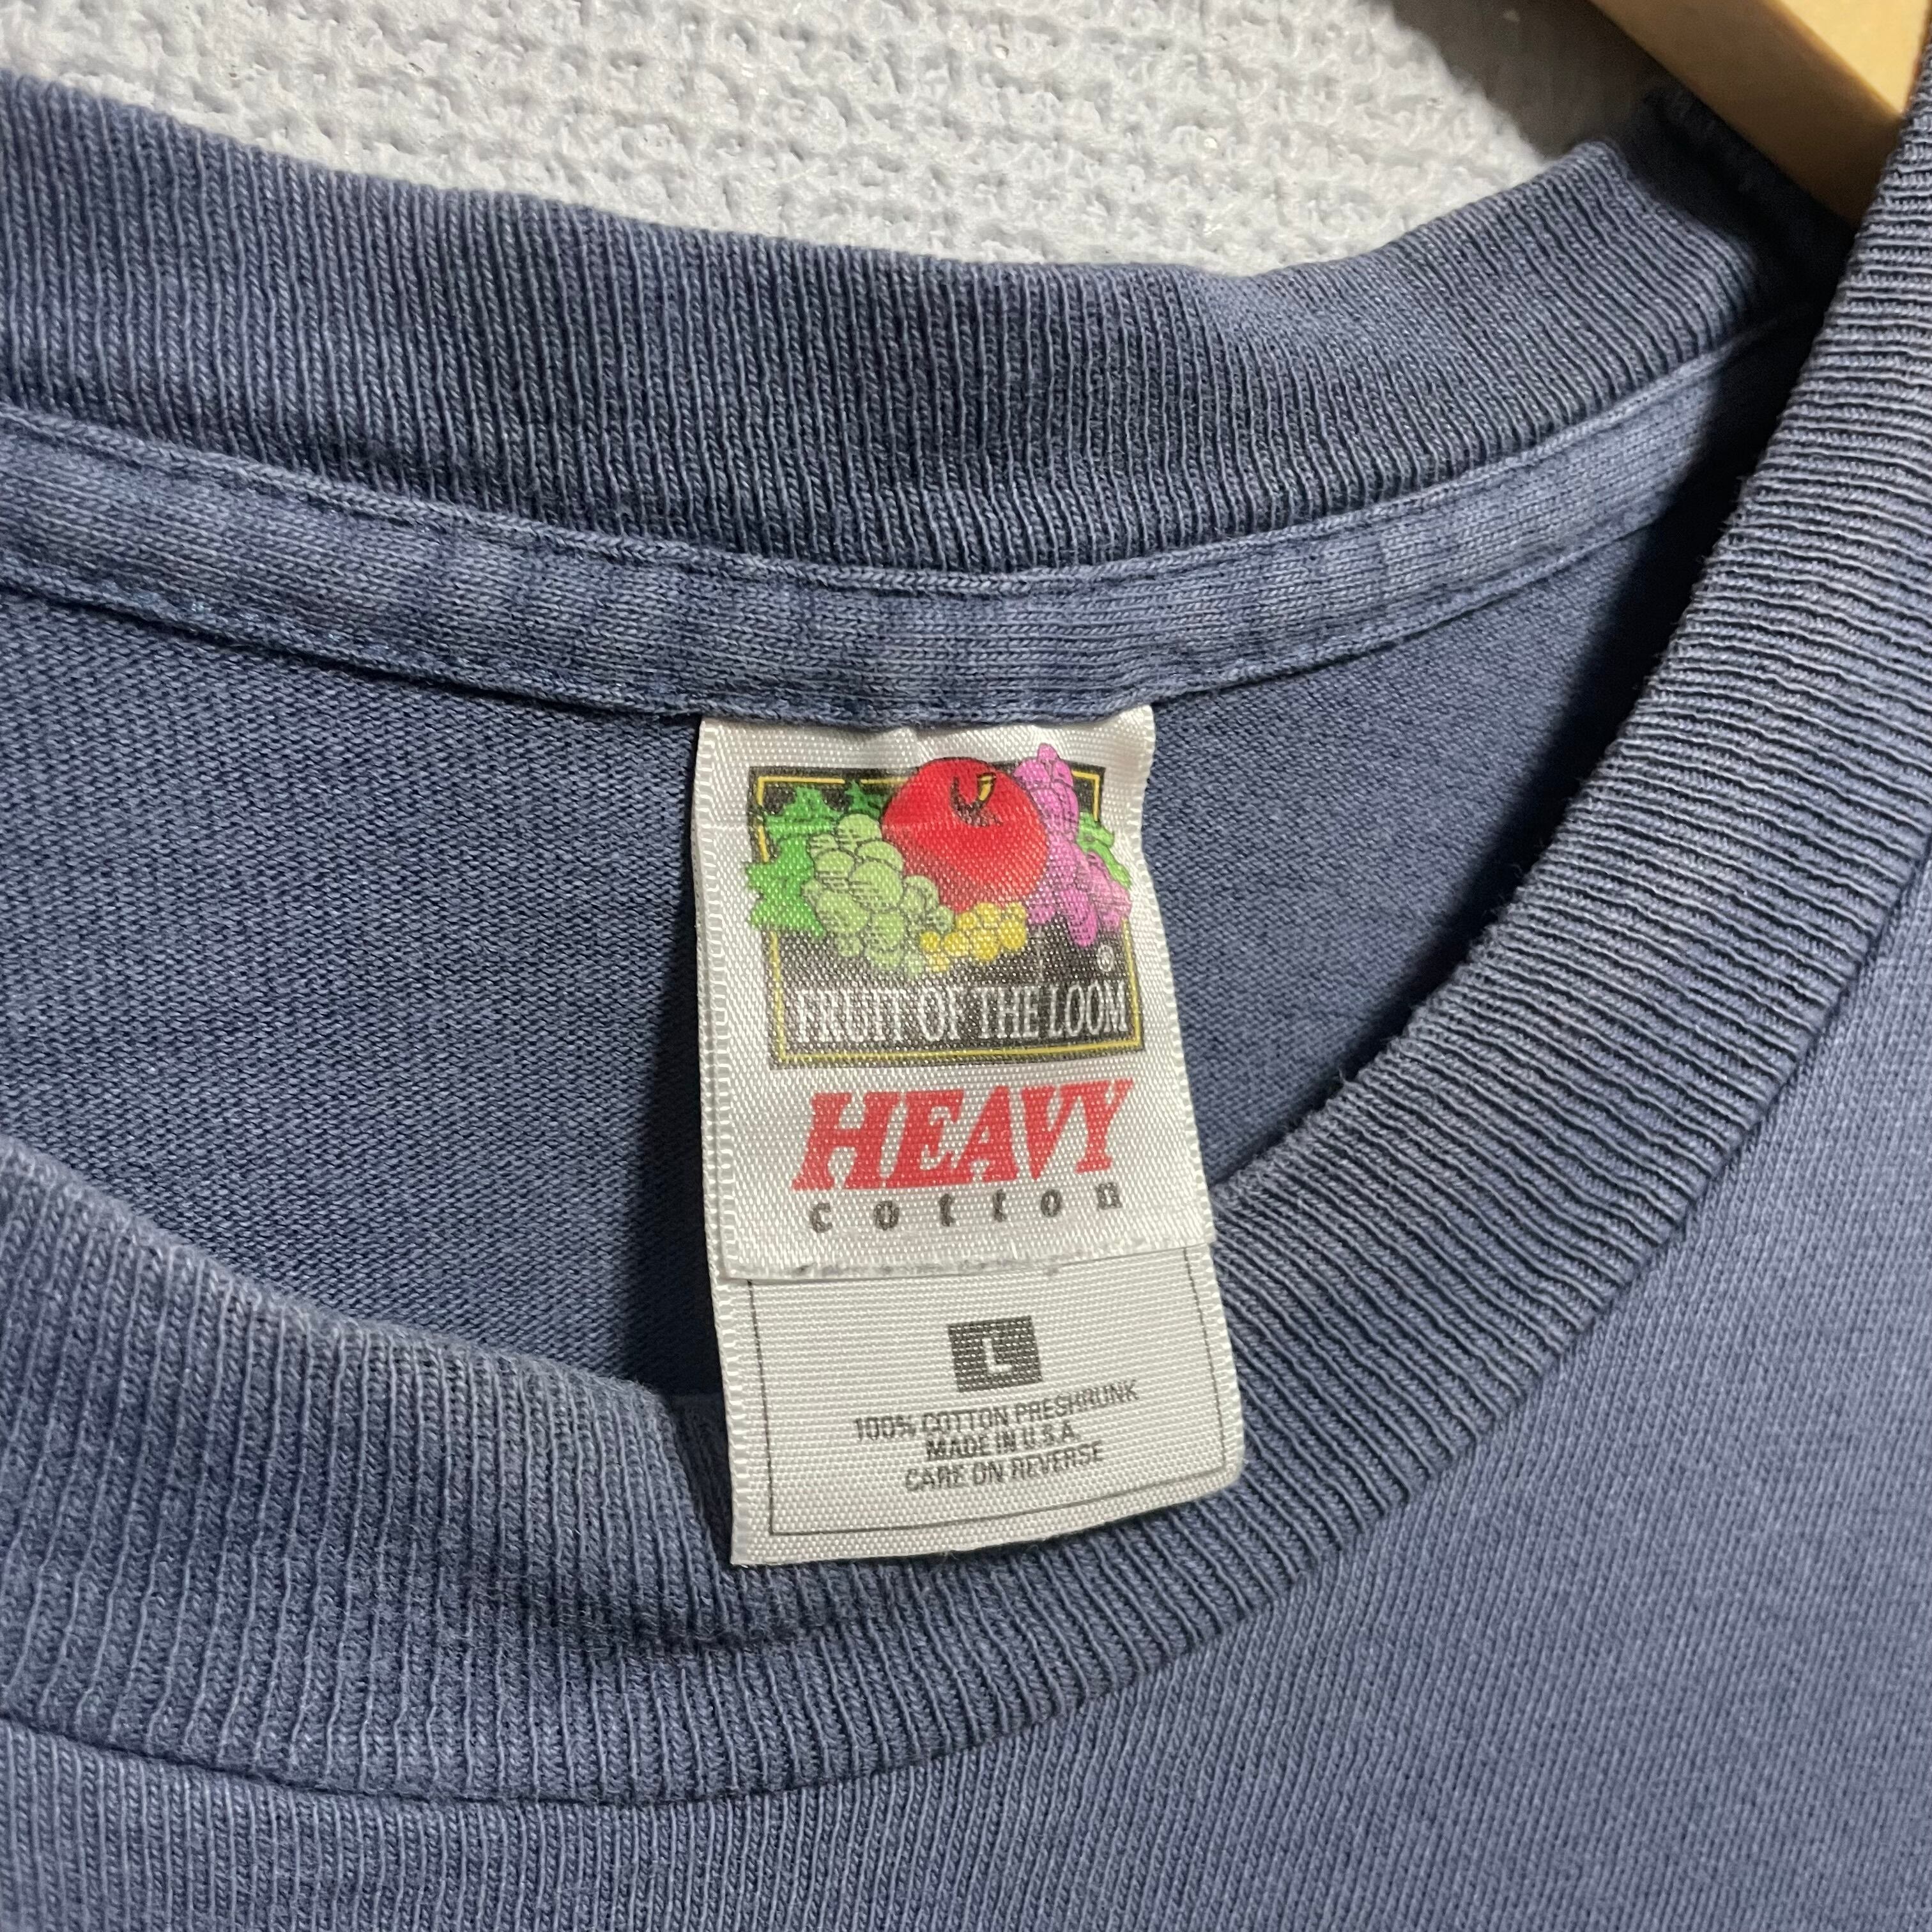 FRUIT OF THE LOOM
HEAVY
cotton
L
100% COTTON PRESHRUNK
MADE IN U.S.A.
CARE ON REVERSE